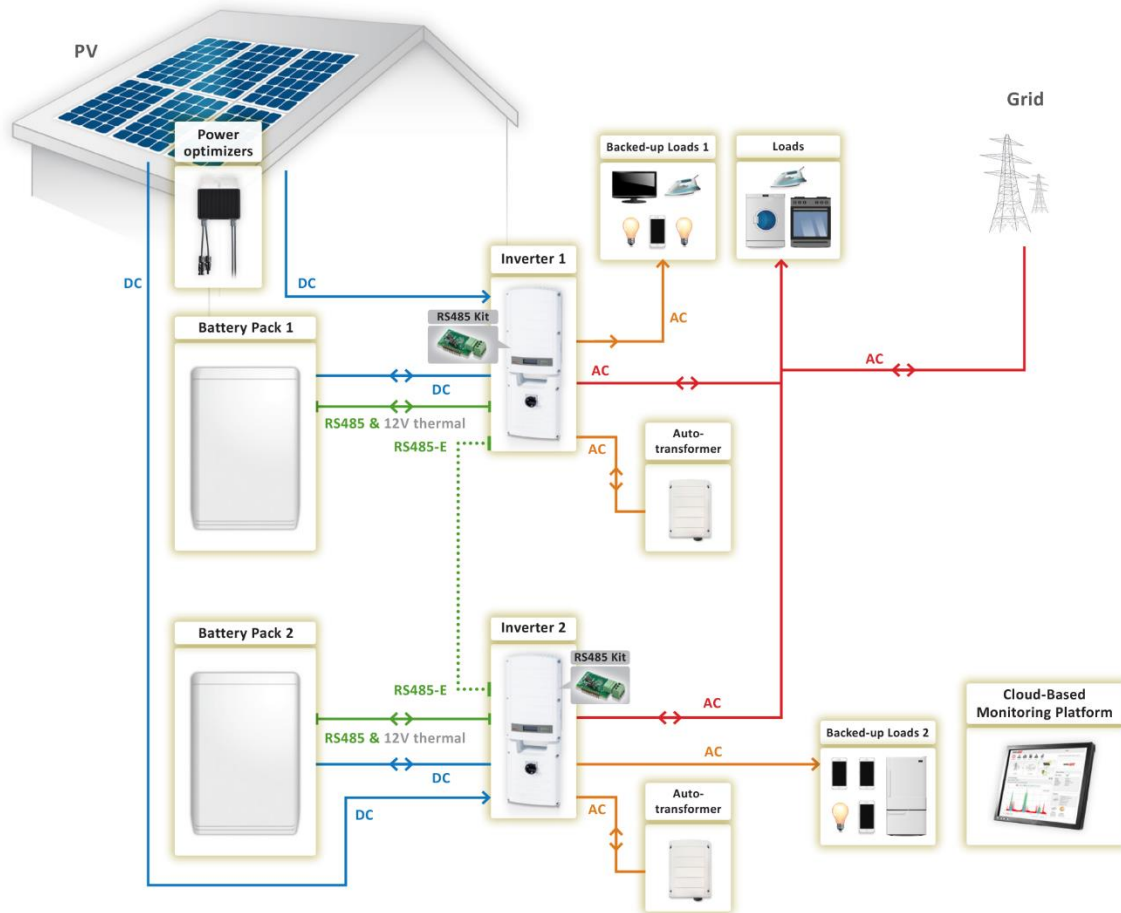 PV
Grid
Power
optimizers
Backed-up Loads 1
Loads
DC
DC
Inverter 1
RS485 Kit
AC
AC
AC
Battery Pack 1
DC
RS485 & 12V thermal
RS485-E
AC
Auto-
transformer
Battery Pack 2
Inverter 2
RS485 Kit
RS485-E
AC
RS485 & 12V thermal
AC
Backed-up Loads 2
Cloud-Based
Monitoring Platform
DC
DC
AC
Auto-
transformer